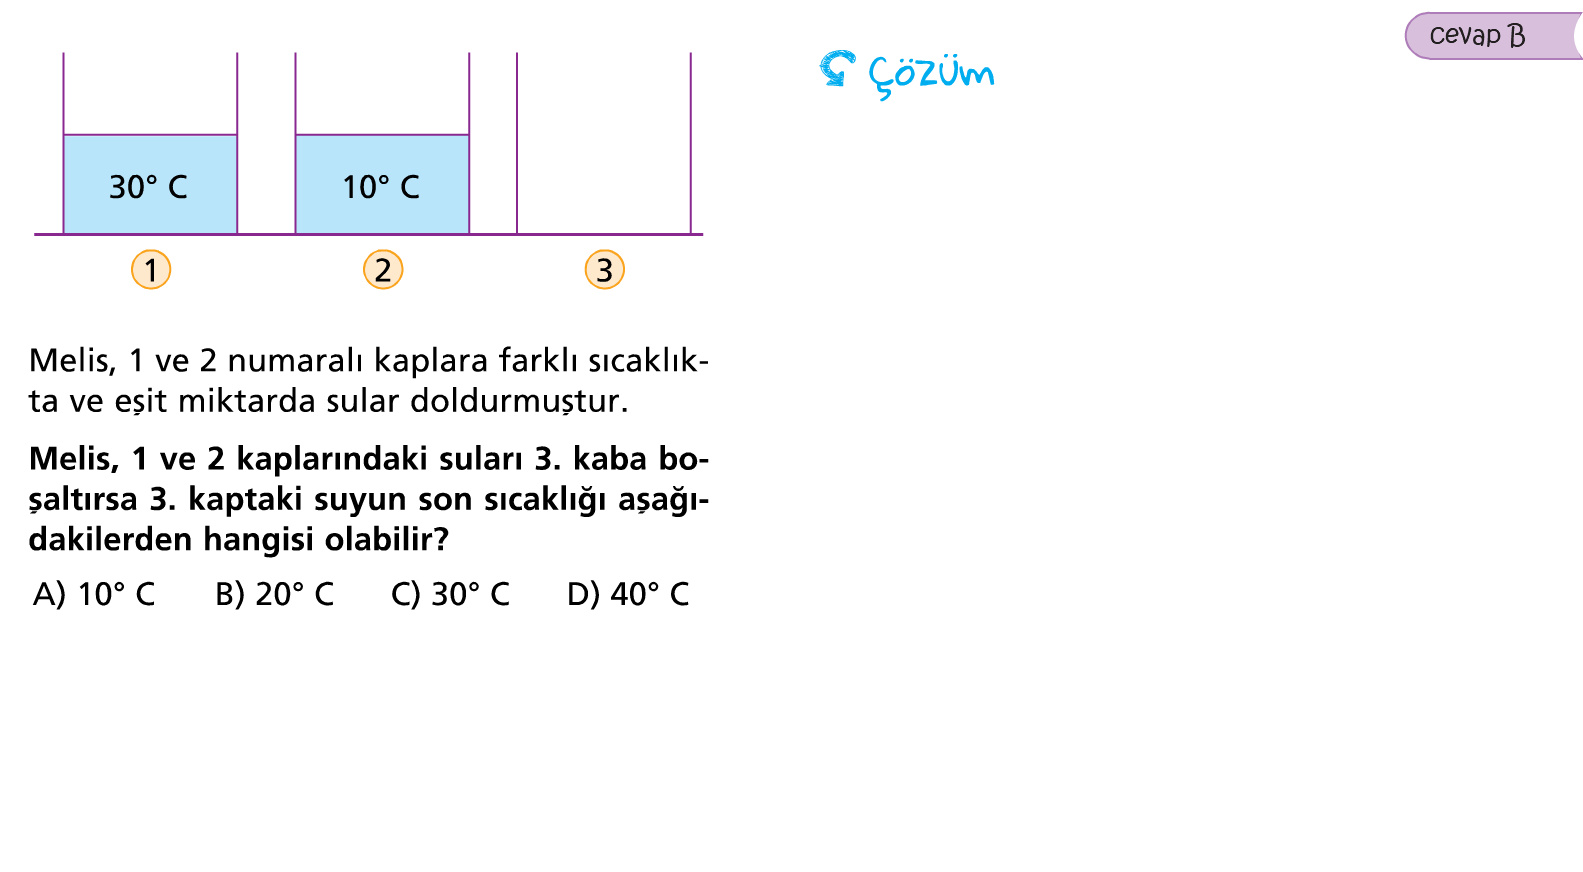 30° C
10° C
1
2
3
Melis, 1 ve 2 numaralı kaplara farklı sıcaklık-
ta ve eşit miktarda sular doldurmuştur.
Melis, 1 ve 2 kaplarındaki suları 3. kaba bo-
şaltırsa 3. kaptaki suyun son sıcaklığı aşağı-
dakilerden hangisi olabilir?
A) 10° C B) 20° C C) 30° C D) 40° C
Çözüm
cevap B